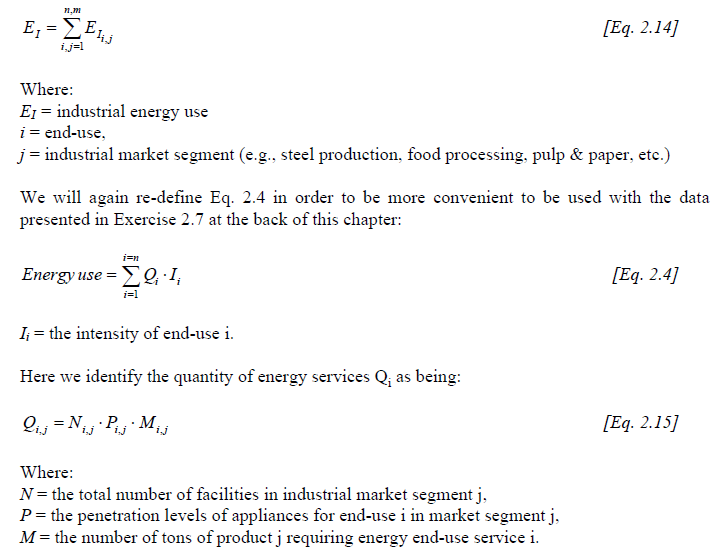 n,m
E_I = ∑ E_{I_{i,j}} [Eq. 2.14]
i,j=1
Where:
E_I = industrial energy use
i = end-use,
j = industrial market segment (e.g., steel production, food processing, pulp & paper, etc.)
We will again re-define Eq. 2.4 in order to be more convenient to be used with the data
presented in Exercise 2.7 at the back of this chapter:
i=n
Energy use = ∑ Q_i · I_i [Eq. 2.4]
i=1
I_i = the intensity of end-use i.
Here we identify the quantity of energy services Q_i as being:
Q_{i,j} = N_{i,j} · P_{i,j} · M_{i,j} [Eq. 2.15]
Where:
N = the total number of facilities in industrial market segment j,
P = the penetration levels of appliances for end-use i in market segment j,
M = the number of tons of product j requiring energy end-use service i.